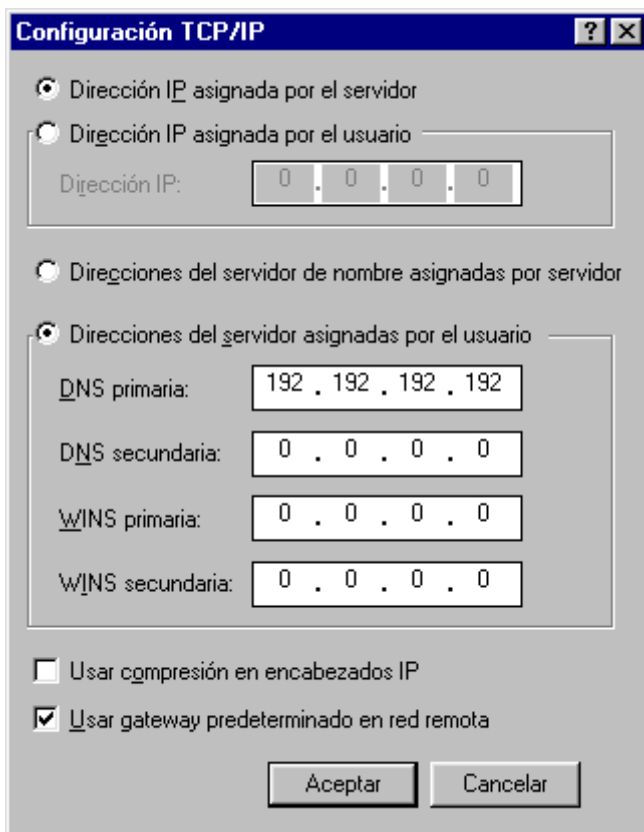 Configuración TCP/IP
Dirección IP asignada por el servidor
Dirección IP asignada por el usuario
Dirección IP: 0 . 0 . 0 . 0
Direcciones del servidor de nombre asignadas por servidor
Direcciones del servidor asignadas por el usuario
DNS primaria: 192 . 192 . 192 . 192
DNS secundaria: 0 . 0 . 0 . 0
WINS primaria: 0 . 0 . 0 . 0
WINS secundaria: 0 . 0 . 0 . 0
Usar compresión en encabezados IP
Usar gateway predeterminado en red remota
Aceptar Cancelar